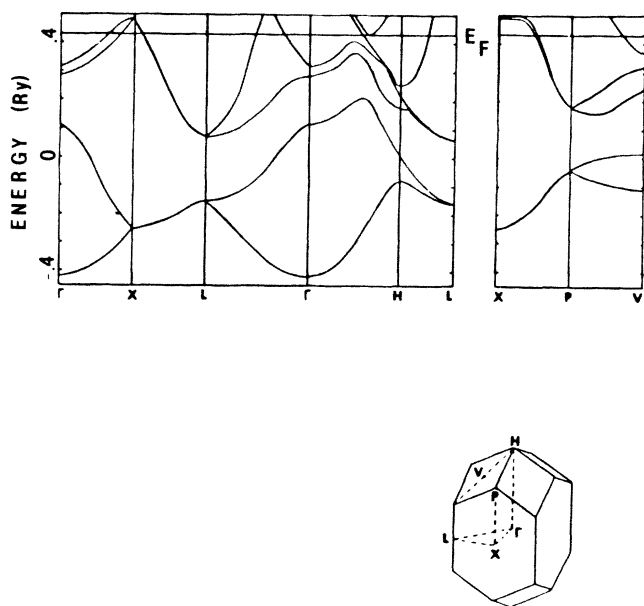 ENERGY (Ry)
.4
0
-.4
E F
Γ X L Γ H L
X P V
H
V
P
L
Γ
X